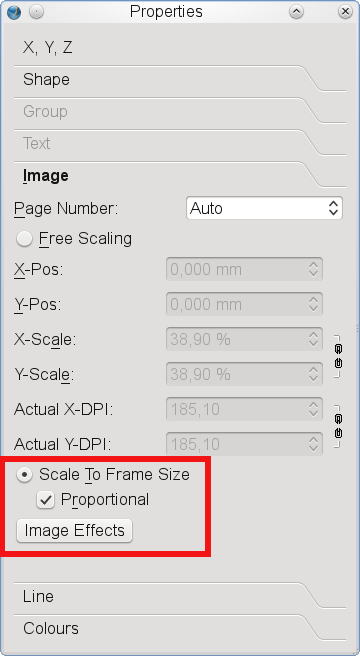 Properties
X, Y, Z
Shape
Group
Text
Image
Page Number: Auto
Free Scaling
X-Pos: 0,000 mm
Y-Pos: 0,000 mm
X-Scale: 38,90 %
Y-Scale: 38,90 %
Actual X-DPI: 185,10
Actual Y-DPI: 185,10
Scale To Frame Size
Proportional
Image Effects
Line
Colours